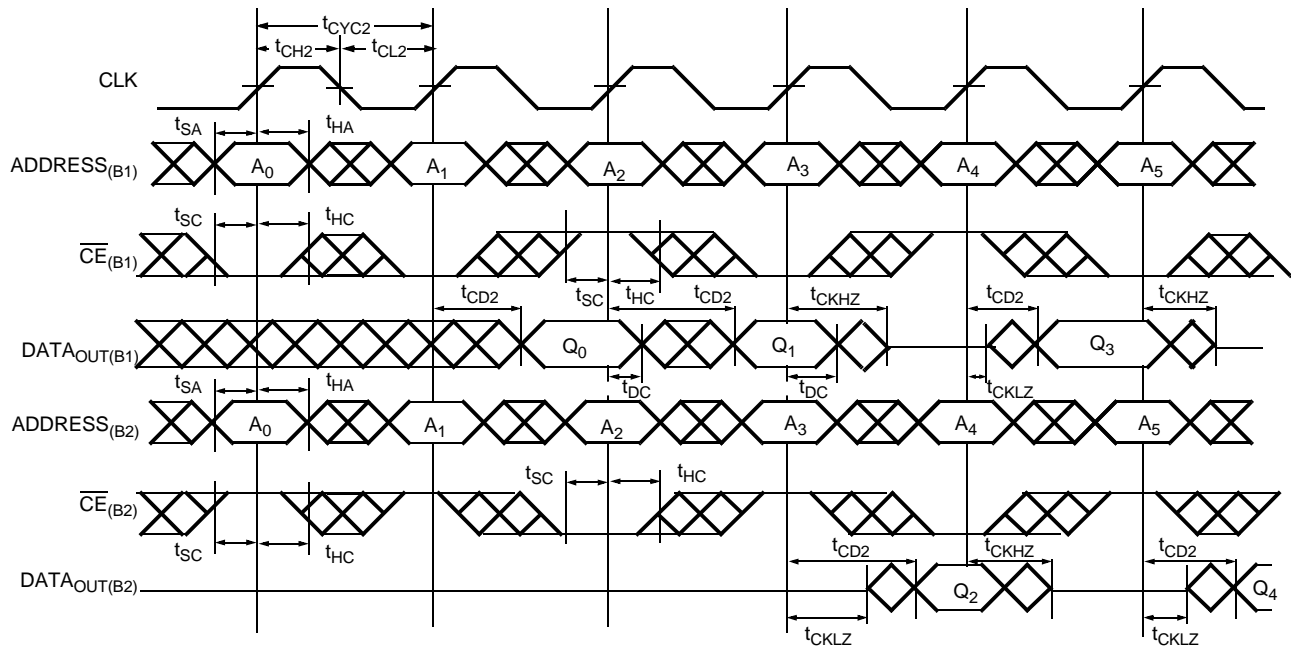 tCYC2
tCH2 tCL2
CLK
tSA tHA
ADDRESS(B1) A0 A1 A2 A3 A4 A5
tSC tHC
CE(B1)
tSC tHC
tCD2 tCD2 tCKHZ tCD2 tCKHZ
DATAOUT(B1) Q0 Q1 Q3
tSA tHA tDC tDC tCKLZ
ADDRESS(B2) A0 A1 A2 A3 A4 A5
tSC tHC
CE(B2)
tSC tHC tCD2 tCKHZ tCD2
DATAOUT(B2) Q2 Q4
tCKLZ tCKLZ